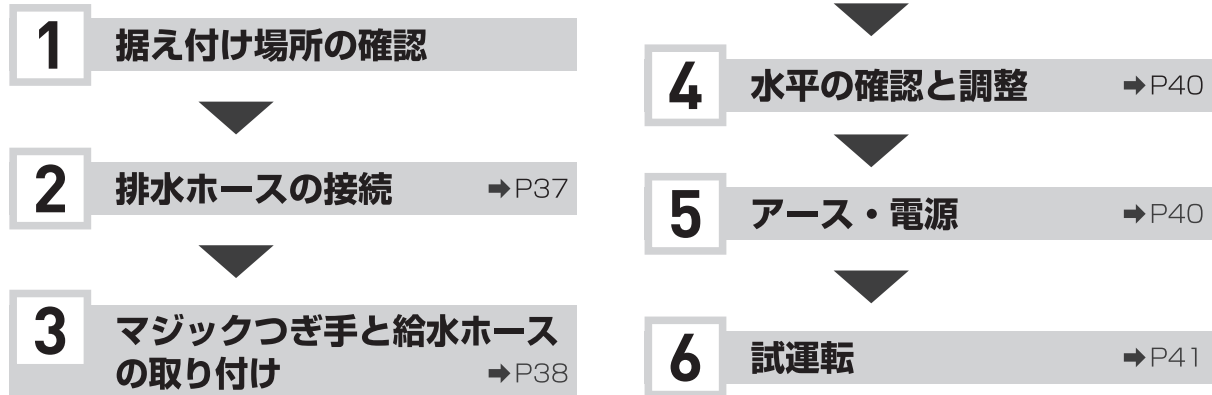 1 据え付け場所の確認
2 排水ホースの接続 ➡P37
3 マジックつぎ手と給水ホース
の取り付け ➡P38
4 水平の確認と調整 ➡P40
5 アース・電源 ➡P40
6 試運転 ➡P41